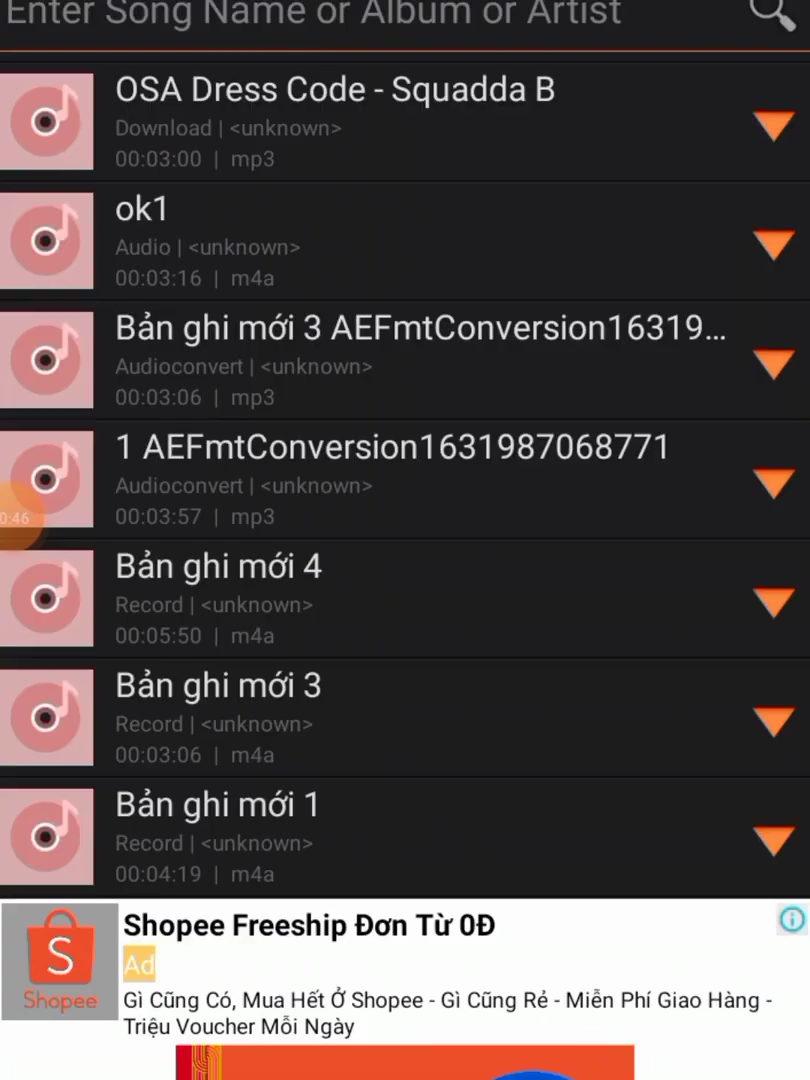 Enter Song Name or Album or Artist
OSA Dress Code - Squadda B
Download | <unknown>
00:03:00 | mp3
ok1
Audio | <unknown>
00:03:16 | m4a
Bản ghi mới 3 AEFmtConversion16319...
Audioconvert | <unknown>
00:03:06 | mp3
1 AEFmtConversion1631987068771
Audioconvert | <unknown>
00:03:57 | mp3
0:46
Bản ghi mới 4
Record | <unknown>
00:05:50 | m4a
Bản ghi mới 3
Record | <unknown>
00:03:06 | m4a
Bản ghi mới 1
Record | <unknown>
00:04:19 | m4a
Shopee Freeship Đơn Từ 0Đ
Ad
S
Shopee
Gì Cũng Có, Mua Hết Ở Shopee - Gì Cũng Rẻ - Miễn Phí Giao Hàng -
Triệu Voucher Mỗi Ngày